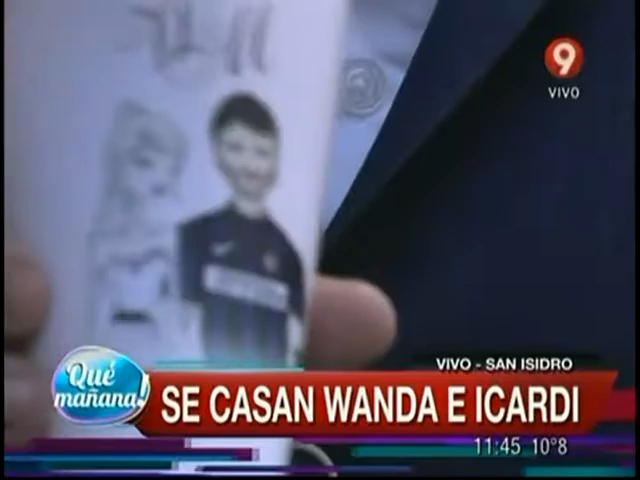 9
VIVO
VIVO - SAN ISIDRO
Qué mañana!
SE CASAN WANDA E ICARDI
11:45 10°8